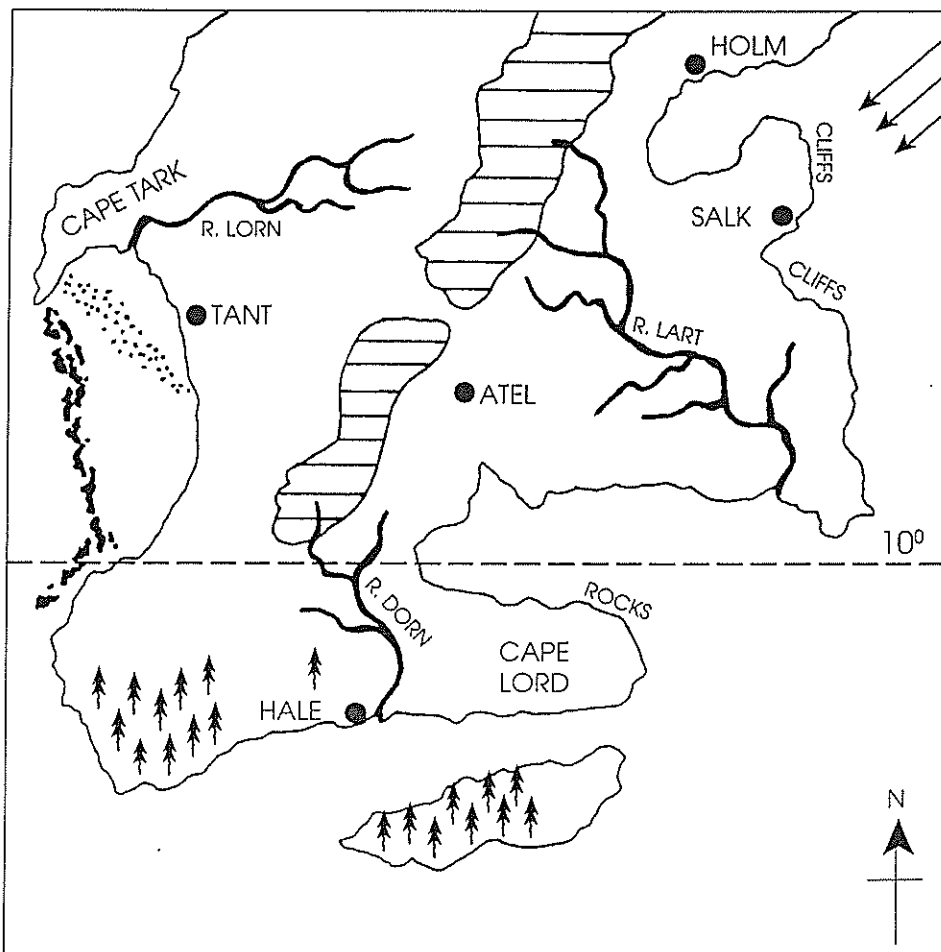 HOLM
CLIFFS
CAPE TARK
R. LORN
SALK
CLIFFS
TANT
R. LART
ATEL
10⁰
R. DORN
ROCKS
CAPE
LORD
HALE
N